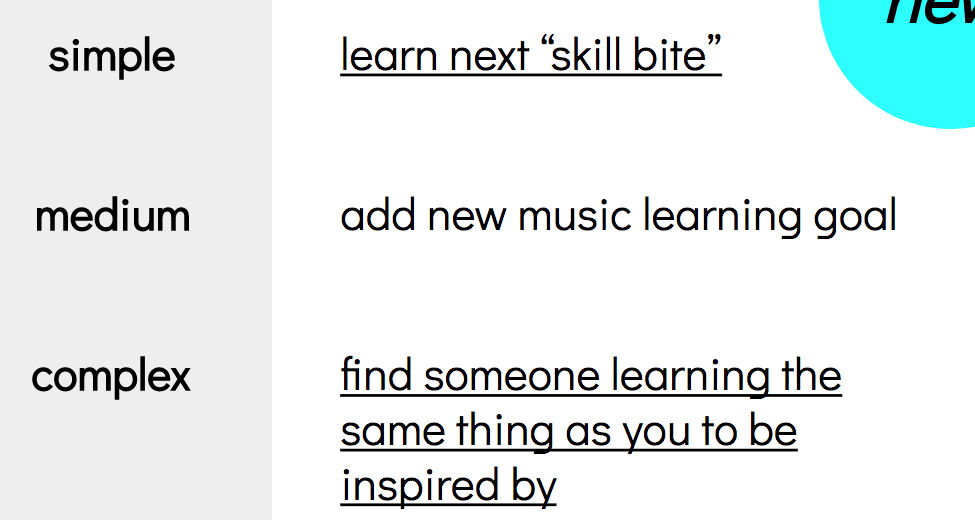 simple
learn next “skill bite”
medium
add new music learning goal
complex
find someone learning the
same thing as you to be
inspired by